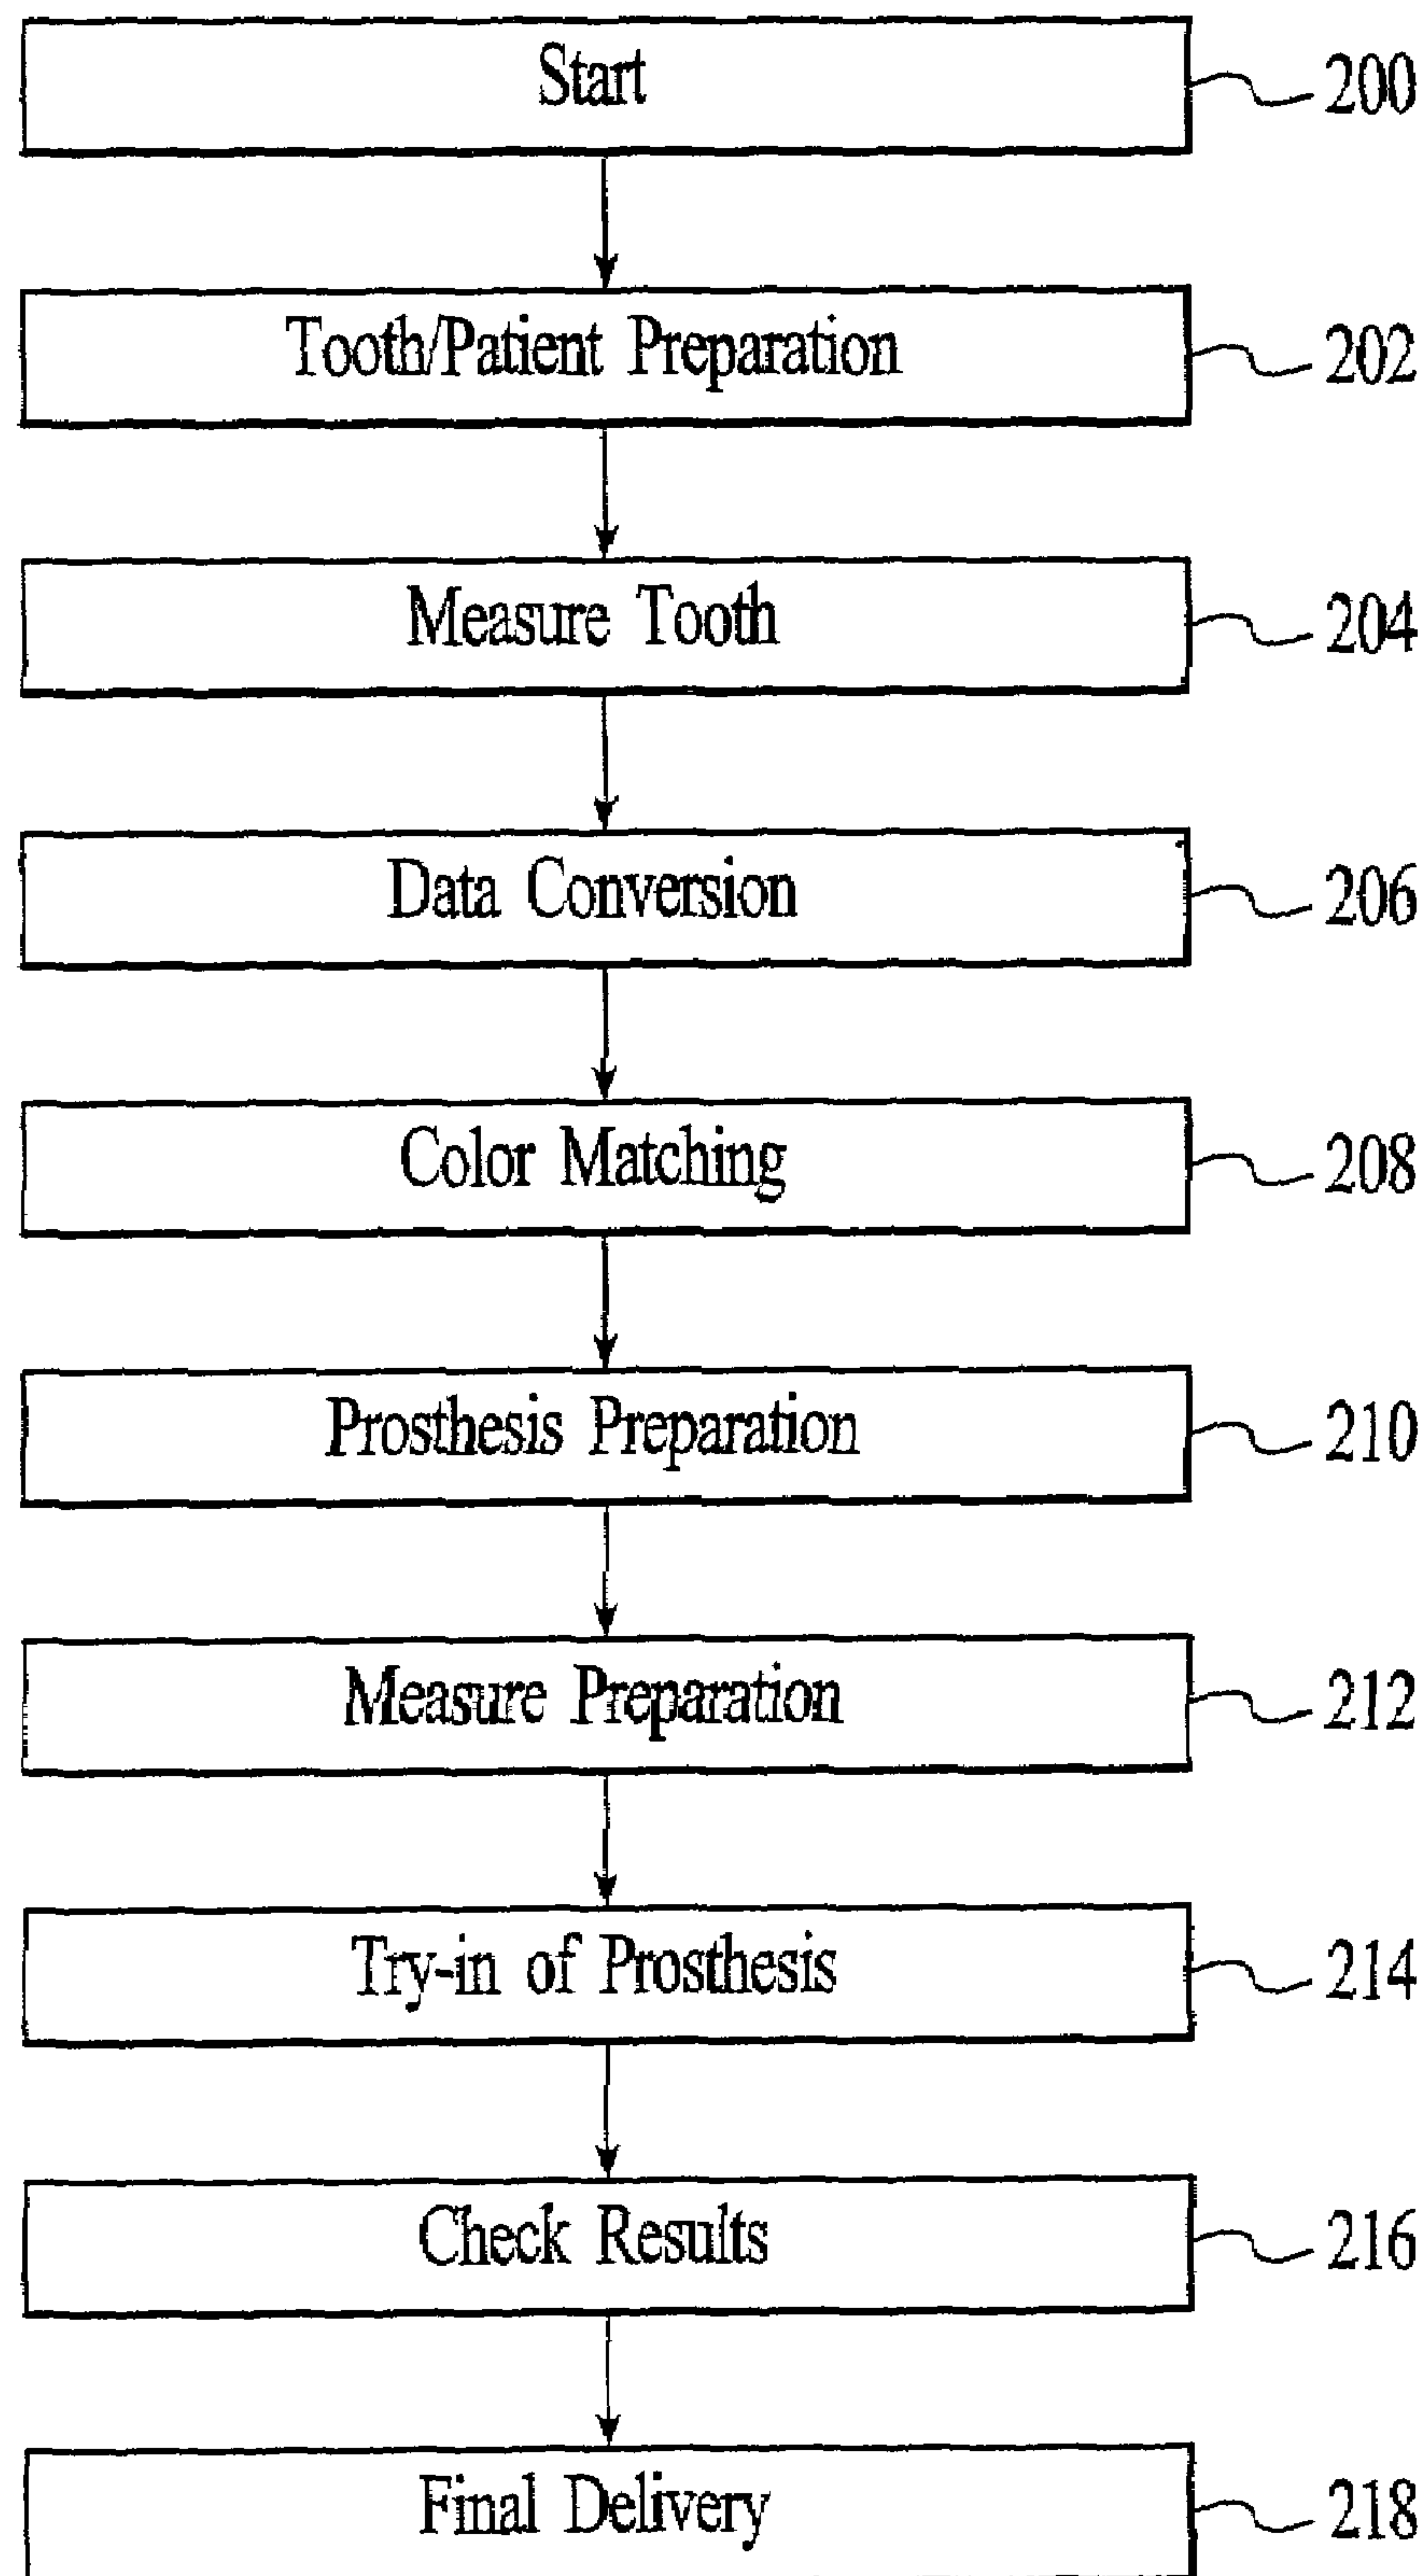 Start 200
Tooth/Patient Preparation 202
Measure Tooth 204
Data Conversion 206
Color Matching 208
Prosthesis Preparation 210
Measure Preparation 212
Try-in of Prosthesis 214
Check Results 216
Final Delivery 218